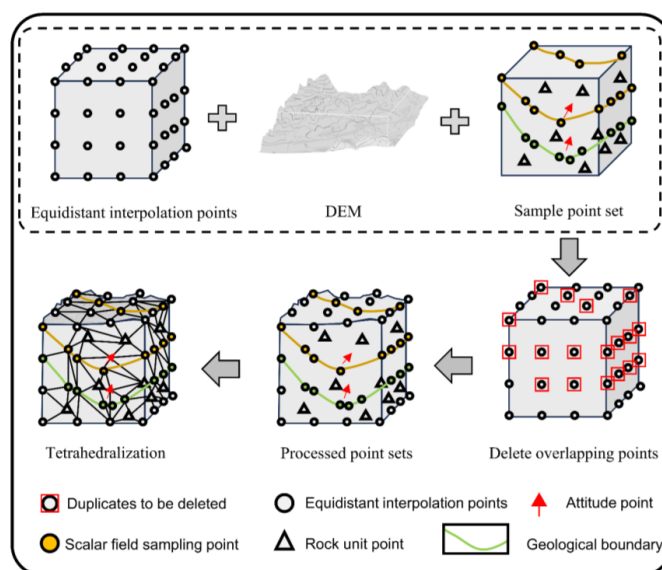 Equidistant interpolation points
DEM
Sample point set
Tetrahedralization
Processed point sets
Delete overlapping points
Duplicates to be deleted
Equidistant interpolation points
Attitude point
Scalar field sampling point
Rock unit point
Geological boundary